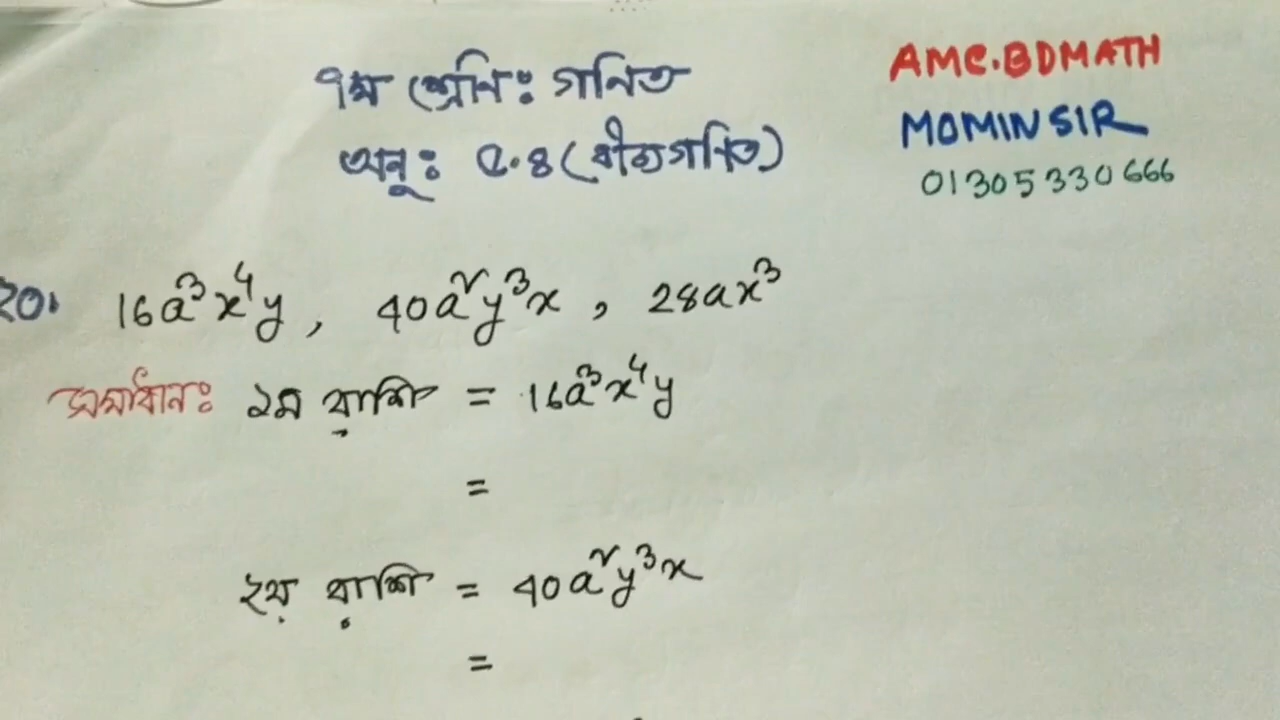 ৭ম শ্রেনি: গনিত
অনু: ৫.৪ (বীজগণিত)
AMC.BDMATH
MOMIN SIR
01305330666
২০। 16a³x⁴y, 40a²y³x, 28ax³
সমাধান: ১ম রাশি = 16a³x⁴y
=
২য় রাশি = 40a²y³x
=